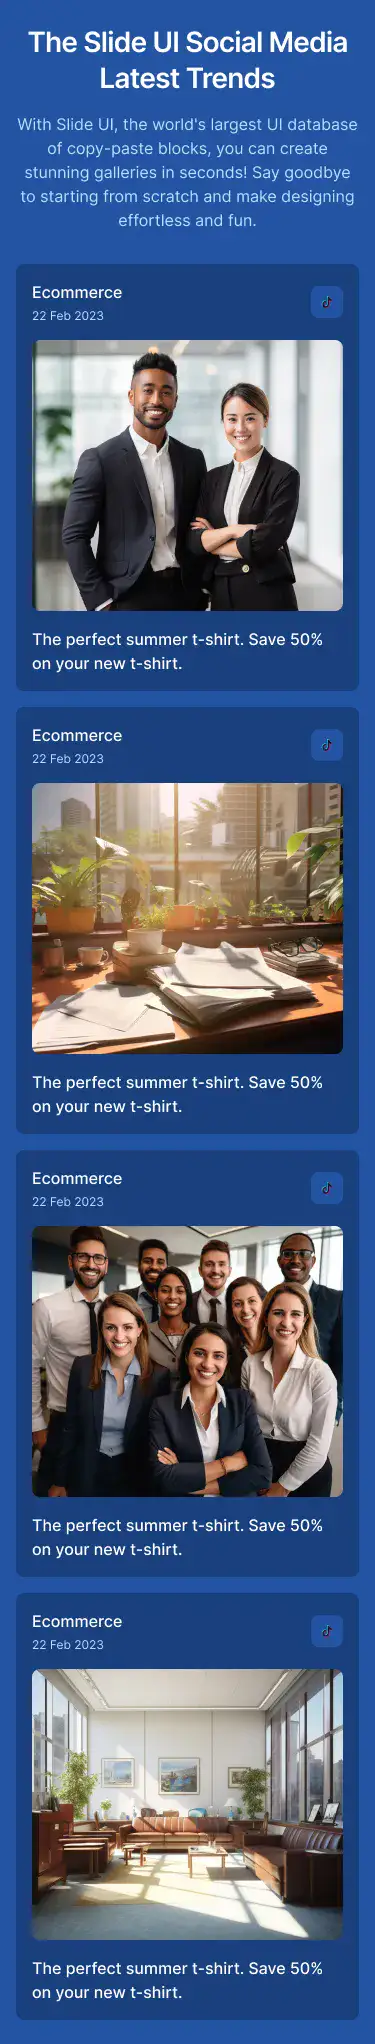 The Slide UI Social Media
Latest Trends
With Slide UI, the world's largest UI database
of copy-paste blocks, you can create
stunning galleries in seconds! Say goodbye
to starting from scratch and make designing
effortless and fun.
Ecommerce
22 Feb 2023
The perfect summer t-shirt. Save 50%
on your new t-shirt.
Ecommerce
22 Feb 2023
The perfect summer t-shirt. Save 50%
on your new t-shirt.
Ecommerce
22 Feb 2023
The perfect summer t-shirt. Save 50%
on your new t-shirt.
Ecommerce
22 Feb 2023
The perfect summer t-shirt. Save 50%
on your new t-shirt.